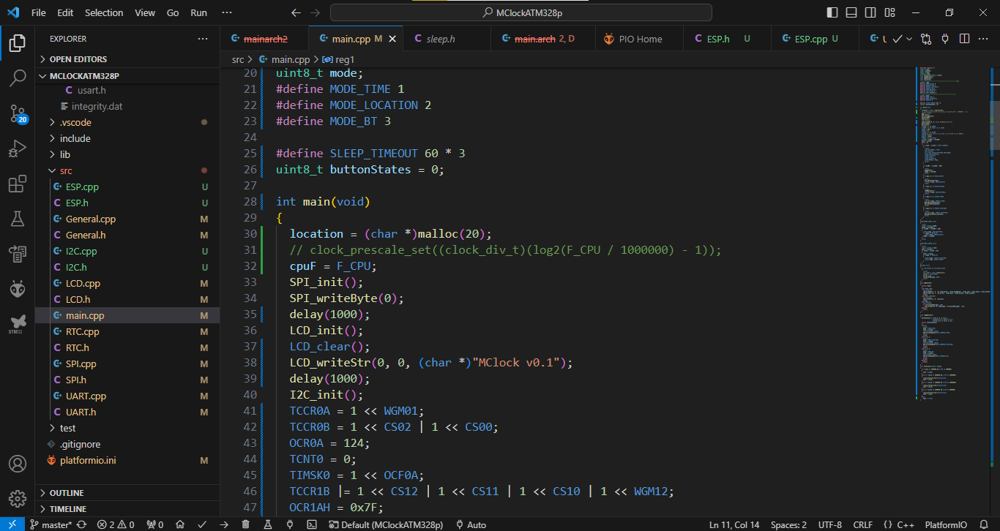 File Edit Selection View Go Run ··· MClockATM328p
EXPLORER ···
OPEN EDITORS
MCLOCKATM328P
usart.h
integrity.dat
.vscode
include
lib
src
ESP.cpp U
ESP.h U
General.cpp M
General.h M
I2C.cpp U
I2C.h U
LCD.cpp M
LCD.h M
main.cpp M
RTC.cpp M
RTC.h M
SPI.cpp M
SPI.h M
UART.cpp M
UART.h M
test
.gitignore
platformio.ini M
OUTLINE
TIMELINE
20
STM32
mainarch2 main.cpp M sleep.h main.arch 2, D PIO Home ESP.h U ESP.cpp U
src > main.cpp > reg1
20 uint8_t mode;
21 #define MODE_TIME 1
22 #define MODE_LOCATION 2
23 #define MODE_BT 3
24
25 #define SLEEP_TIMEOUT 60 * 3
26 uint8_t buttonStates = 0;
27
28 int main(void)
29 {
30 location = (char *)malloc(20);
31 // clock_prescale_set((clock_div_t)(log2(F_CPU / 1000000) - 1));
32 cpuF = F_CPU;
33 SPI_init();
34 SPI_writeByte(0);
35 delay(1000);
36 LCD_init();
37 LCD_clear();
38 LCD_writeStr(0, 0, (char *)"MClock v0.1");
39 delay(1000);
40 I2C_init();
41 TCCR0A = 1 << WGM01;
42 TCCR0B = 1 << CS02 | 1 << CS00;
43 OCR0A = 124;
44 TCNT0 = 0;
45 TIMSK0 = 1 << OCF0A;
46 TCCR1B |= 1 << CS12 | 1 << CS11 | 1 << CS10 | 1 << WGM12;
47 OCR1AH = 0x7F;
master* 2 0 0 Default (MClockATM328p) Auto Ln 11, Col 14 Spaces: 2 UTF-8 CRLF {} C++ PlatformIO